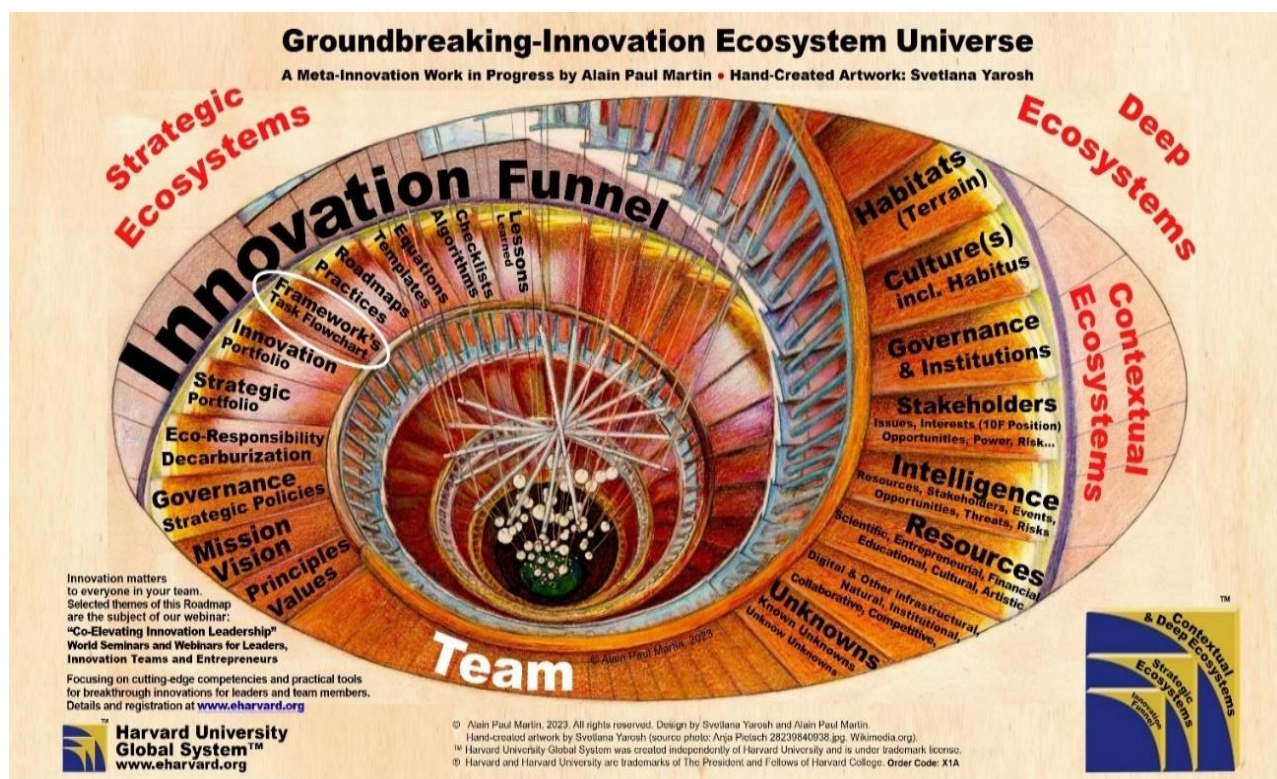 Groundbreaking-Innovation Ecosystem Universe
A Meta-Innovation Work in Progress by Alain Paul Martin • Hand-Created Artwork: Svetlana Yarosh
Strategic
Ecosystems
Deep
Ecosystems
Contextual
Ecosystems
Innovation Funnel
Lessons
Learned
Checklists
Algorithms
Equations
Templates
Roadmaps
Practices
Framework's
Task Flowchart
Innovation
Portfolio
Strategic
Portfolio
Eco-Responsibility
Decarburization
Governance
Strategic Policies
Mission
Vision
Principles
Values
Team
Habitats
(Terrain)
Culture(s)
incl. Habitus
Governance
& Institutions
Stakeholders
Issues, Interests (10F Position)
Opportunities, Power, Risk...
Intelligence
Resources, Stakeholders, Events,
Opportunities, Threats, Risks
Resources
Scientific, Entrepreneurial, Financial
Educational, Cultural, Artistic
Digital & Other Infrastructural,
Natural, Institutional,
Collaborative, Competitive,
Unknowns
Known Unknowns
Unknow Unknowns
© Alain Paul Martin, 2023
Innovation matters
to everyone in your team.
Selected themes of this Roadmap
are the subject of our webinar:
“Co-Elevating Innovation Leadership”
World Seminars and Webinars for Leaders,
Innovation Teams and Entrepreneurs
Focusing on cutting-edge competencies and practical tools
for breakthrough innovations for leaders and team members.
Details and registration at www.eharvard.org
™
Harvard University
Global System™
www.eharvard.org
© Alain Paul Martin, 2023. All rights reserved. Design by Svetlana Yarosh and Alain Paul Martin.
Hand-created artwork by Svetlana Yarosh (source photo: Anja Pietsch 28239840938.jpg. Wikimedia.org).
™ Harvard University Global System was created independently of Harvard University and is under trademark license.
® Harvard and Harvard University are trademarks of The President and Fellows of Harvard College. Order Code: X1A
™
Contextual
& Deep Ecosystems
Strategic
Ecosystems
Innovation
Funnel